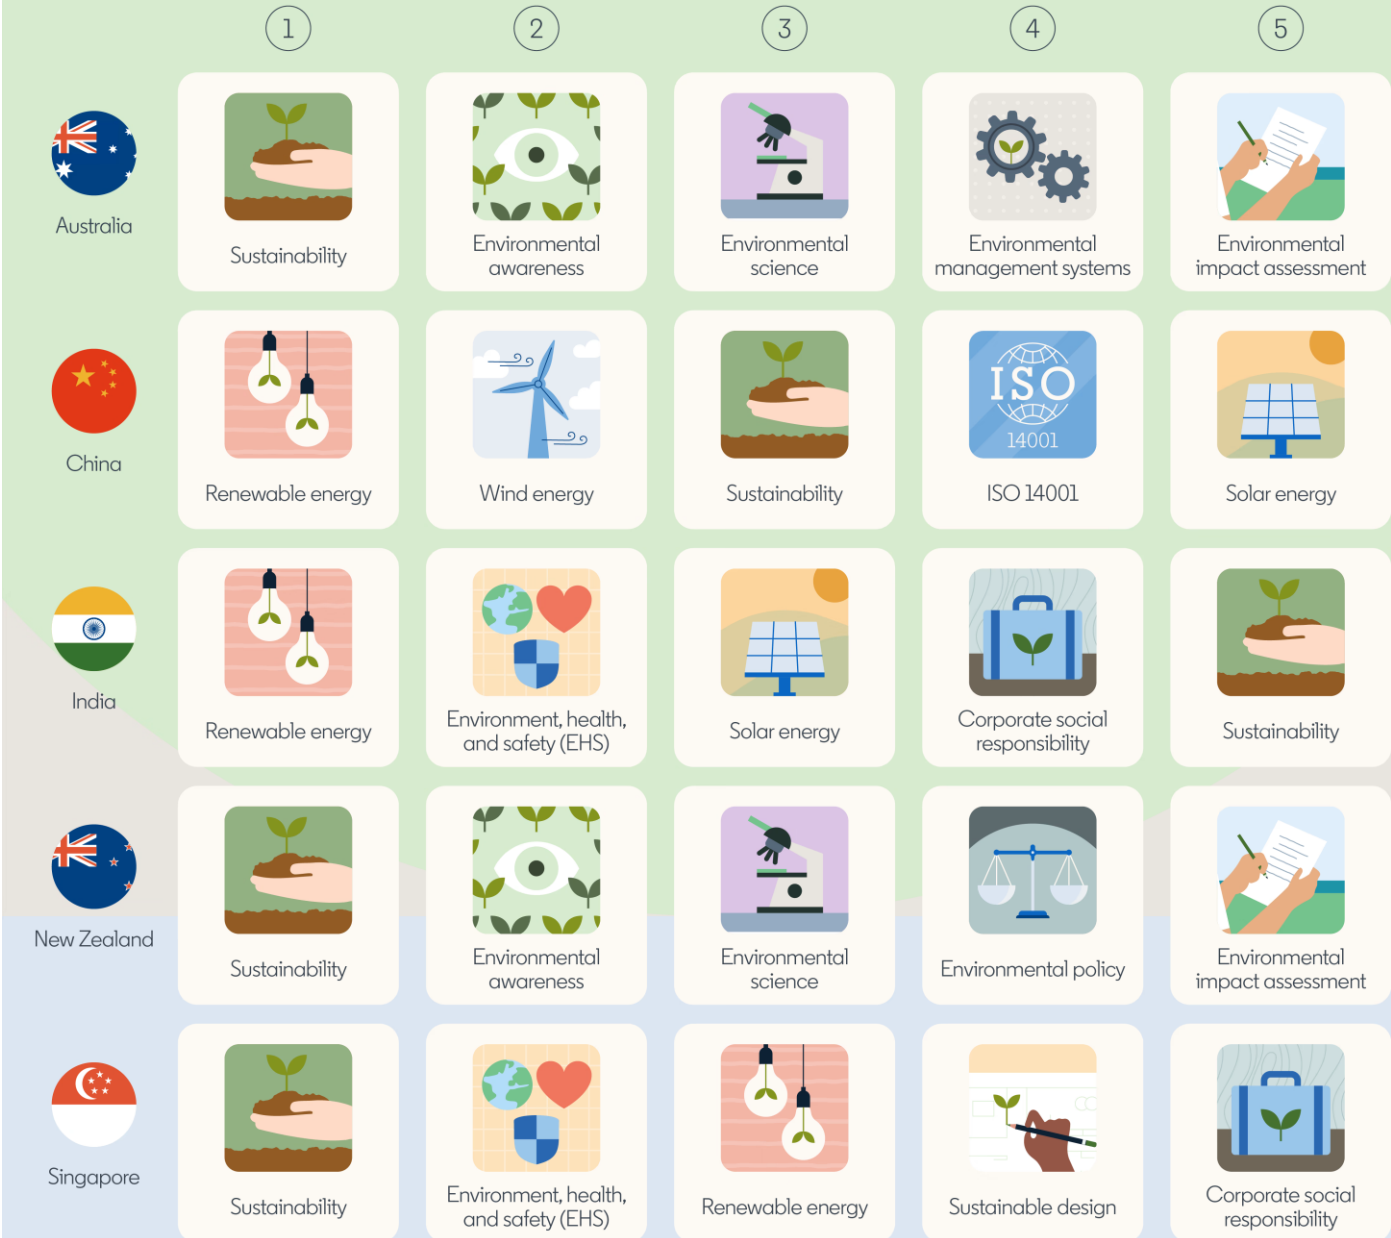 1 2 3 4 5
Australia
Sustainability
Environmental
awareness
Environmental
science
Environmental
management systems
Environmental
impact assessment
China
Renewable energy
Wind energy
Sustainability
ISO
14001
ISO 14001
Solar energy
India
Renewable energy
Environment, health,
and safety (EHS)
Solar energy
Corporate social
responsibility
Sustainability
New Zealand
Sustainability
Environmental
awareness
Environmental
science
Environmental policy
Environmental
impact assessment
Singapore
Sustainability
Environment, health,
and safety (EHS)
Renewable energy
Sustainable design
Corporate social
responsibility